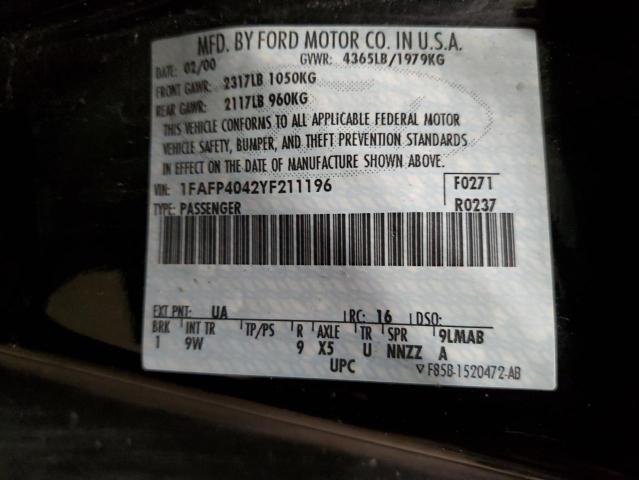 MFD. BY FORD MOTOR CO. IN U.S.A.
DATE: 02/00 GVWR: 4365LB/1979KG
FRONT GAWR: 2317LB 1050KG
REAR GAWR: 2117LB 960KG
THIS VEHICLE CONFORMS TO ALL APPLICABLE FEDERAL MOTOR
VEHICLE SAFETY, BUMPER, AND THEFT PREVENTION STANDARDS
IN EFFECT ON THE DATE OF MANUFACTURE SHOWN ABOVE.
VIN: 1FAFP4042YF211196 F0271
TYPE: PASSENGER R0237
EXT PNT: UA RC: 16 DSO:
BRK INT TR TP/PS R AXLE TR SPR 9LMAB
1 9W 9 X5 U NNZZ A
UPC ▽F85B-1520472-AB